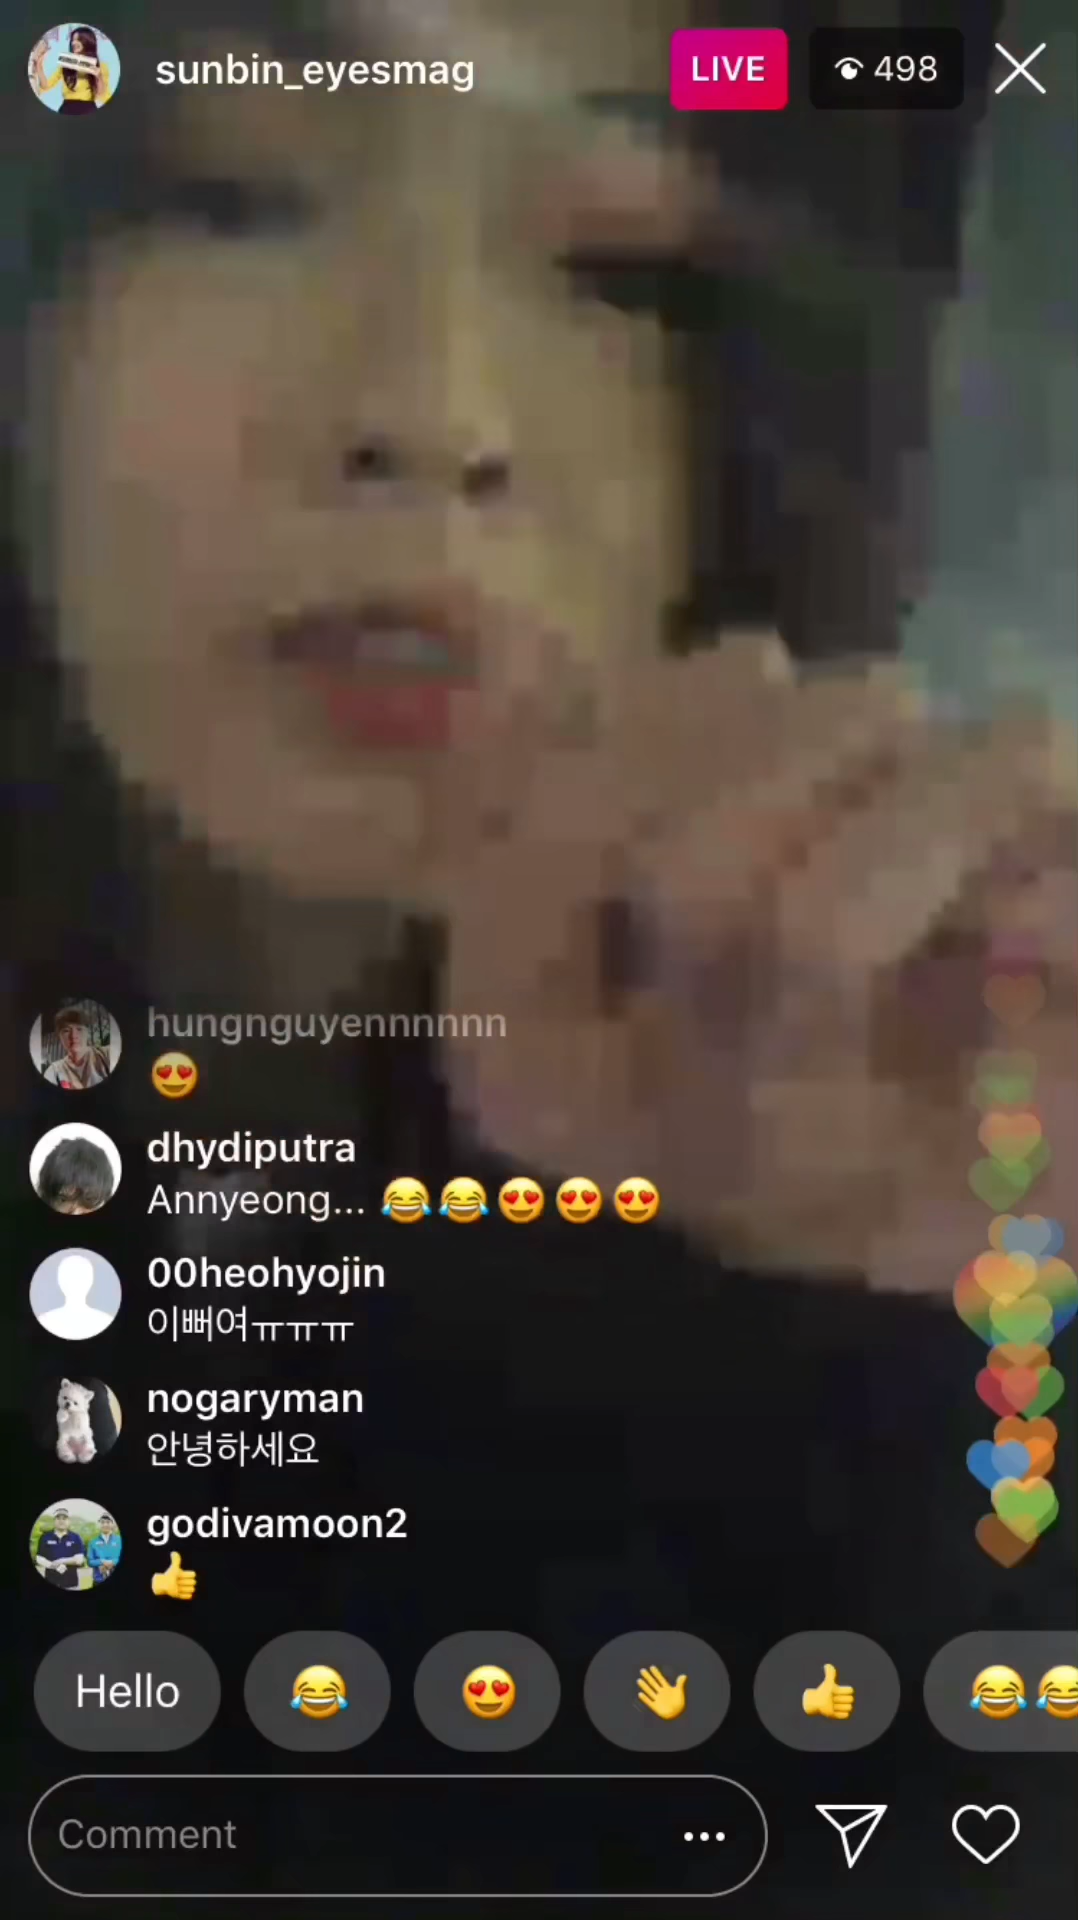 sunbin_eyesmag
LIVE
498
hungnguyennnnnn
😍
dhydiputra
Annyeong... 😂😂😍😍😍
00heohyojin
이뻐여ㅠㅠㅠ
nogaryman
안녕하세요
godivamoon2
👍
Hello 😂 😍 👋 👍 😂😂
Comment